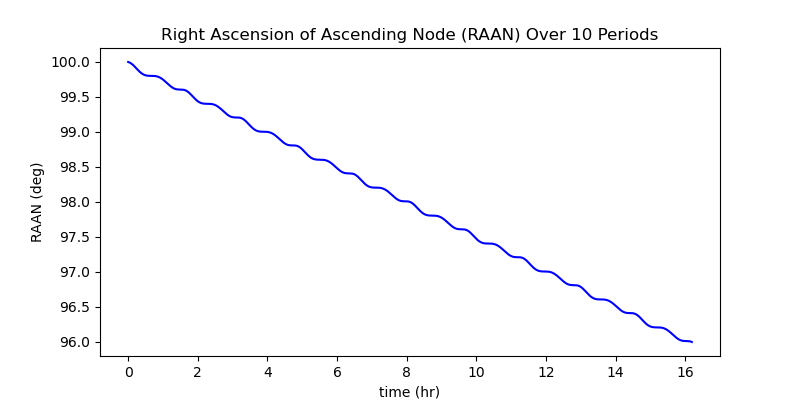 Right Ascension of Ascending Node (RAAN) Over 10 Periods
100.0
99.5
99.0
98.5
98.0
97.5
97.0
96.5
96.0
RAAN (deg)
0 2 4 6 8 10 12 14 16
time (hr)